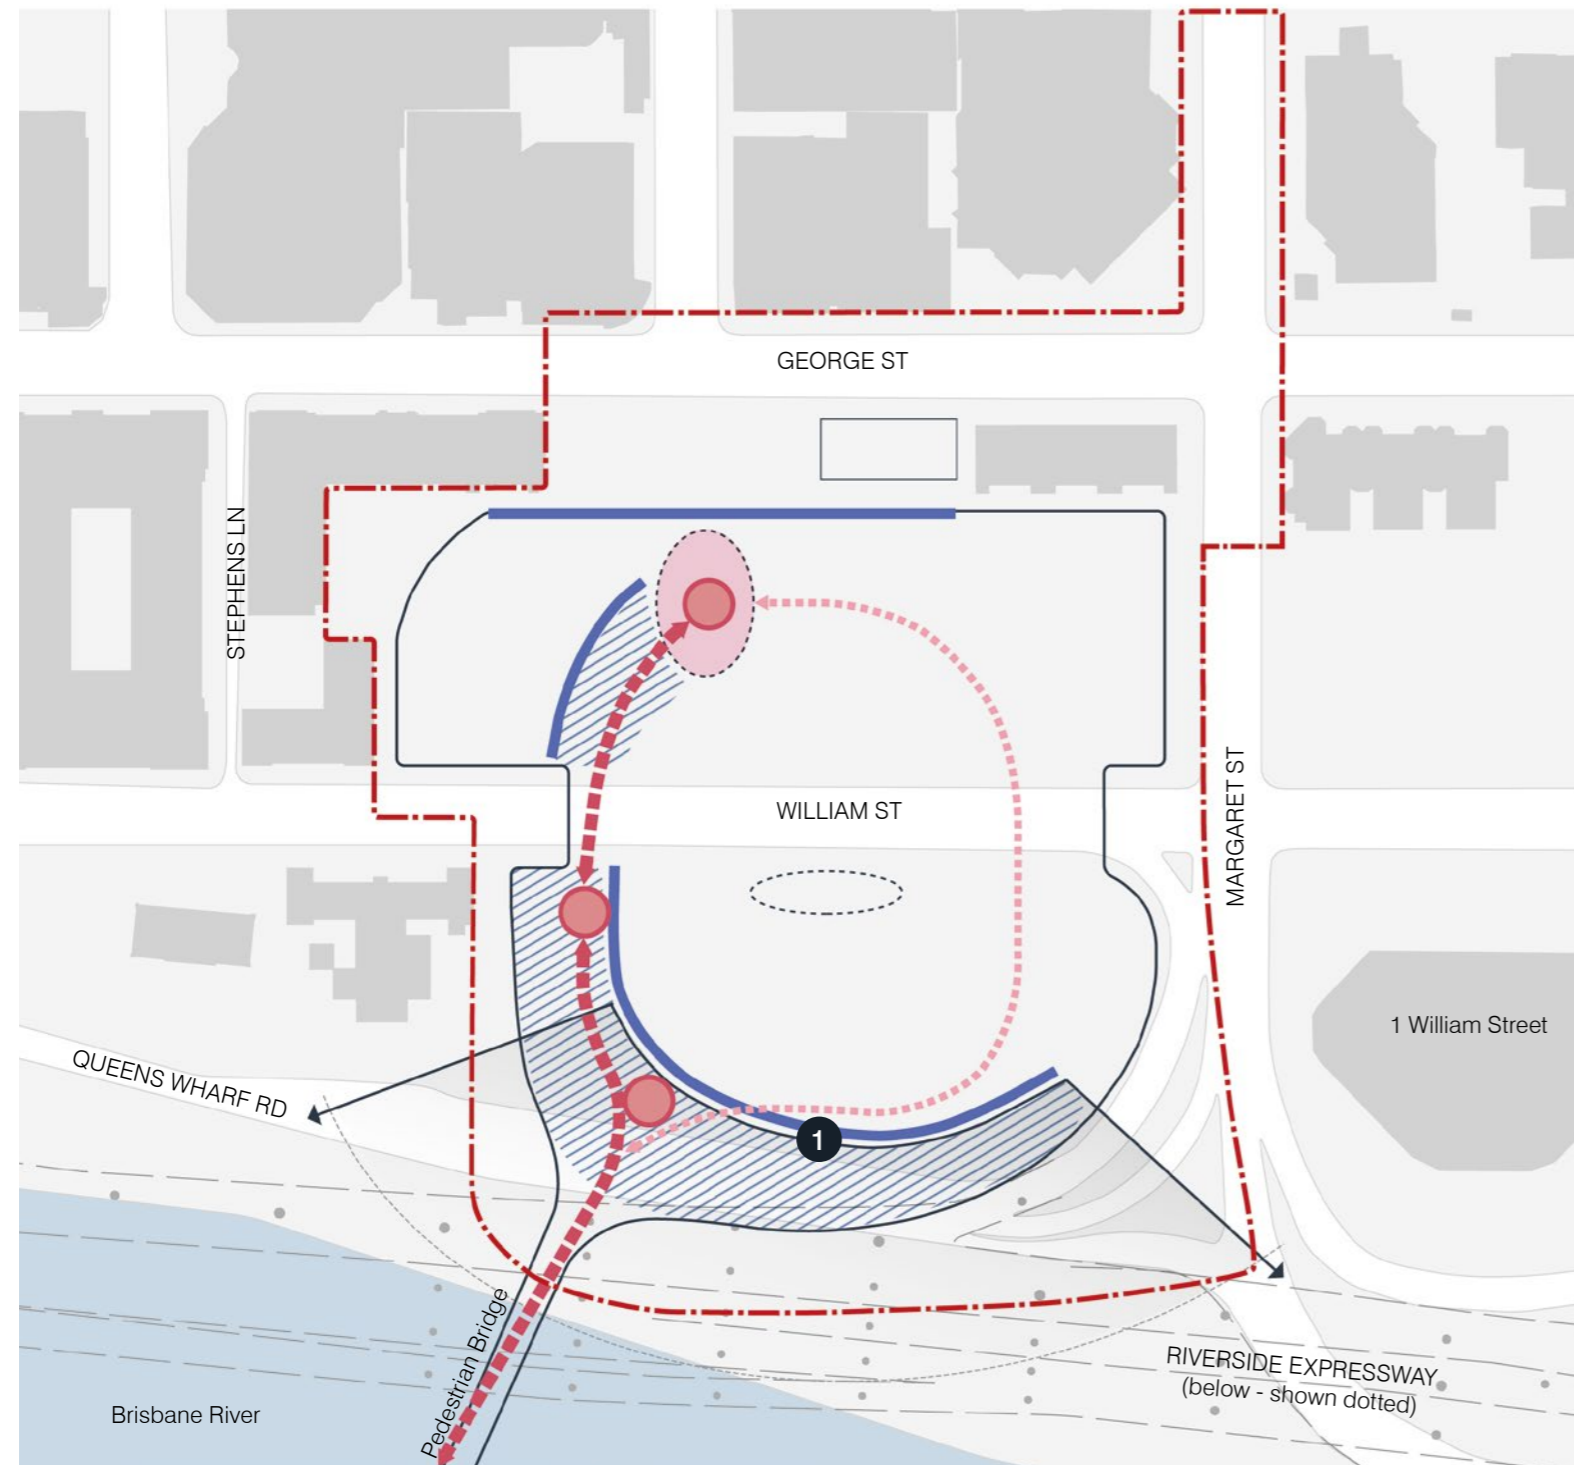 GEORGE ST
STEPHENS LN
WILLIAM ST
MARGARET ST
1 William Street
QUEENS WHARF RD
1
Pedestrian Bridge
RIVERSIDE EXPRESSWAY
(below - shown dotted)
Brisbane River